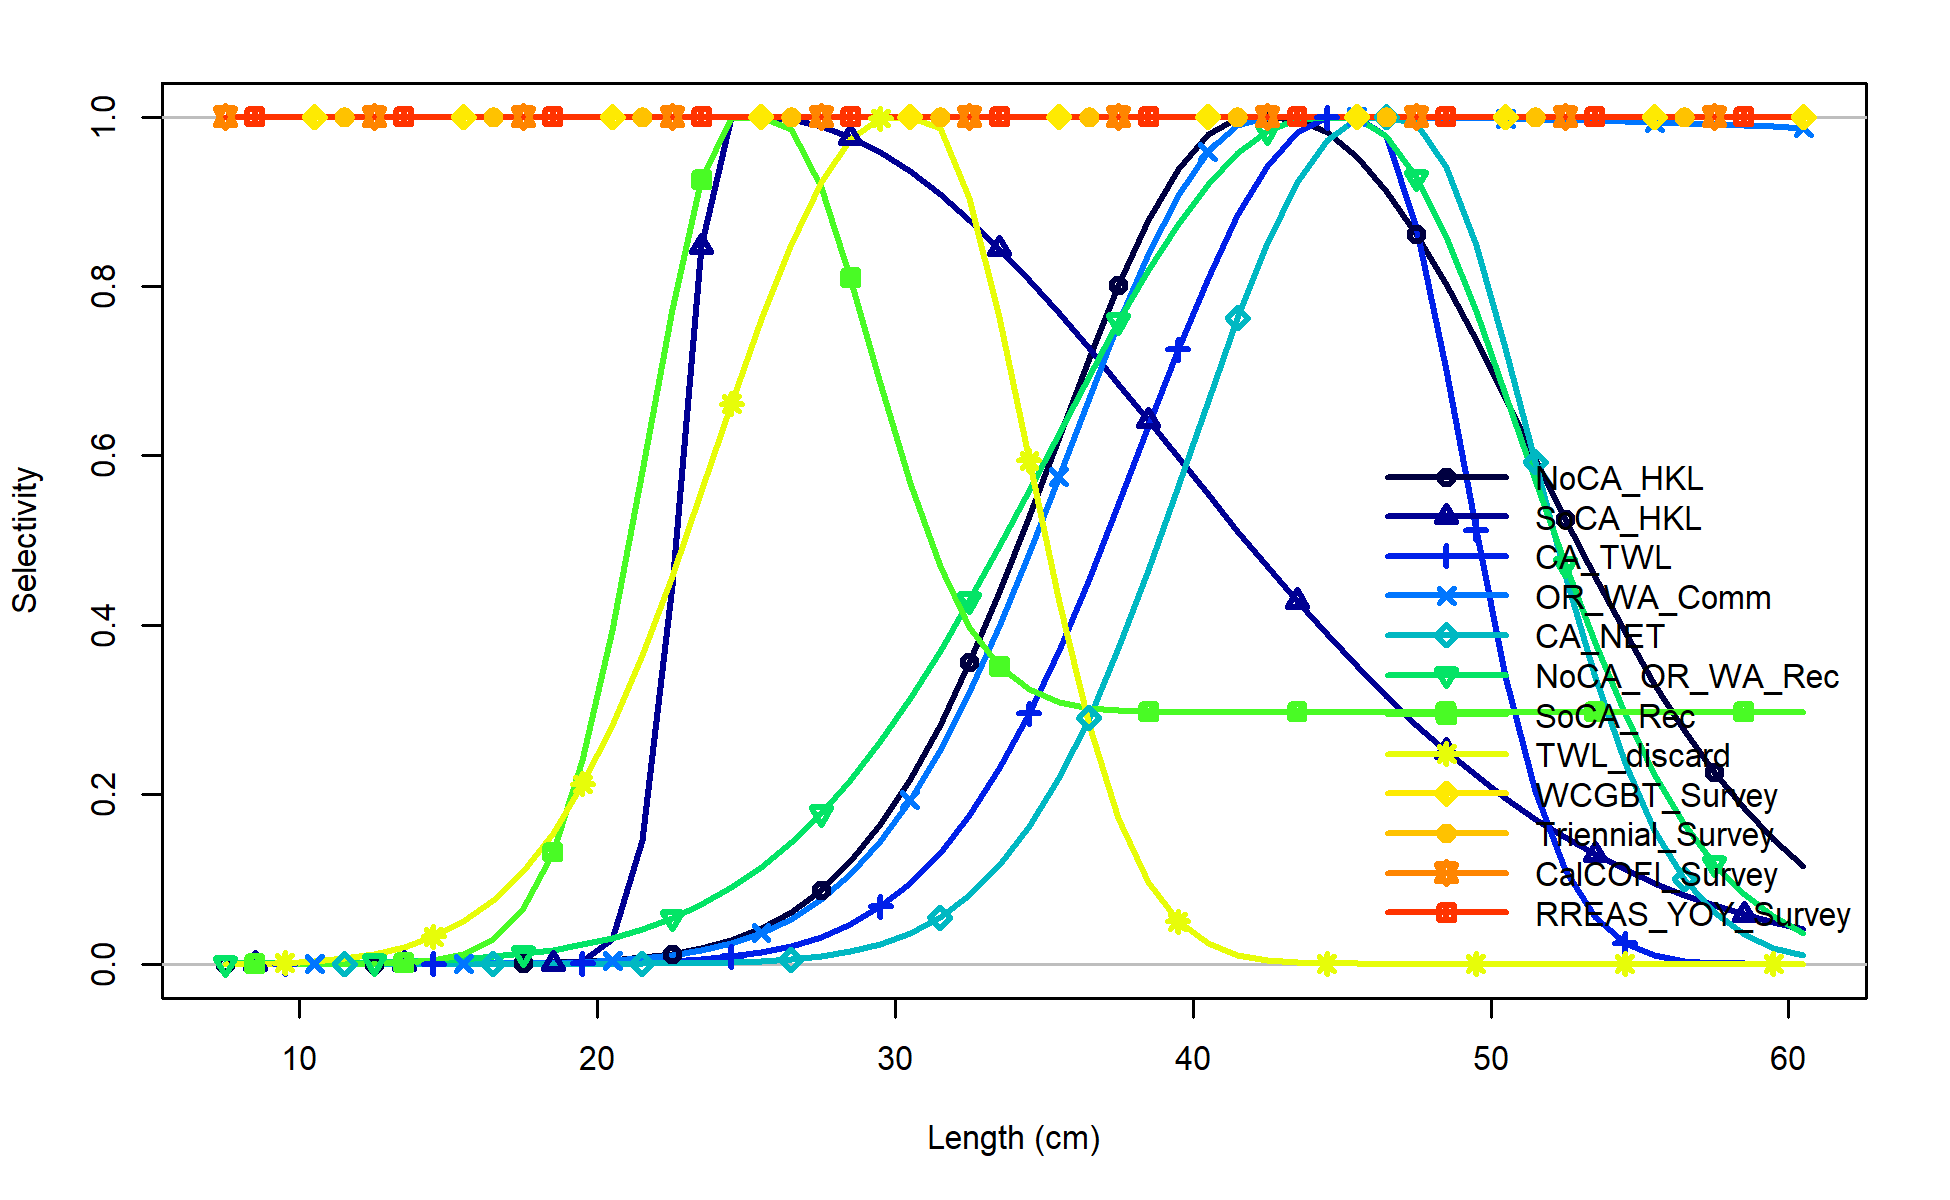 1.0
0.8
0.6
0.4
0.2
0.0
Selectivity
NoCA_HKL
SoCA_HKL
CA_TWL
OR_WA_Comm
CA_NET
NoCA_OR_WA_Rec
SoCA_Rec
TWL_discard
WCGBT_Survey
Triennial_Survey
CalCOFI_Survey
RREAS_YOY_Survey
10 20 30 40 50 60
Length (cm)